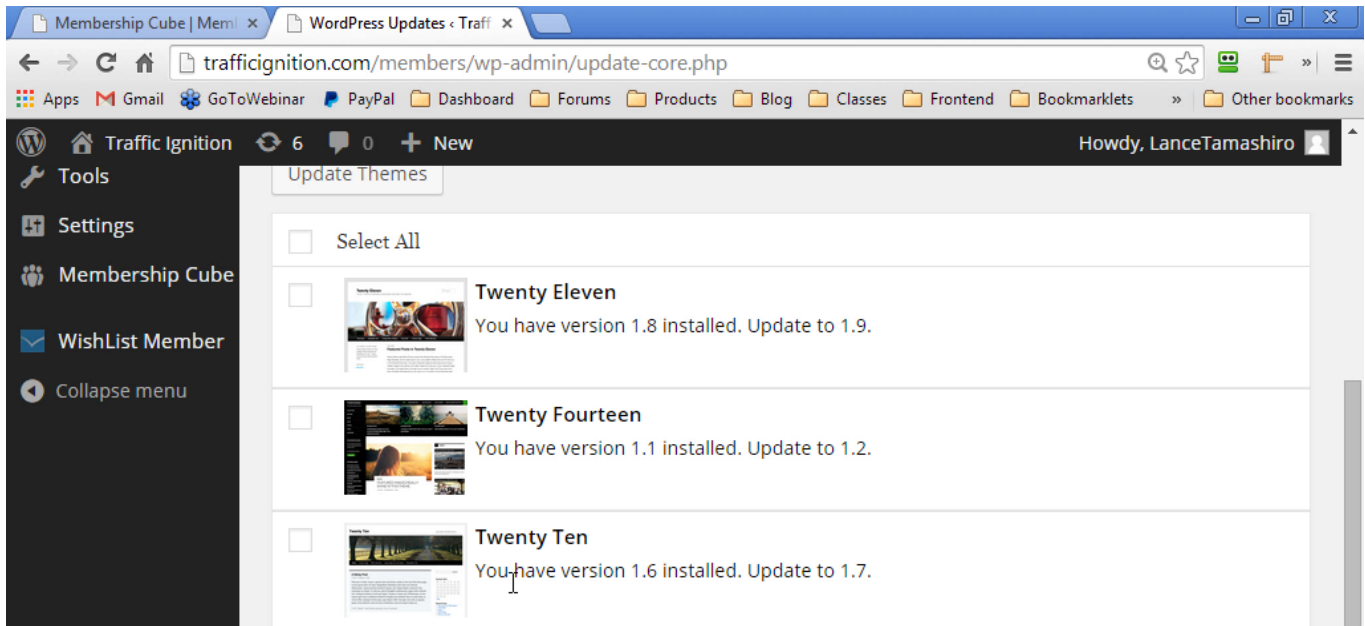 Membership Cube | Mem
WordPress Updates ‹ Traff
trafficignition.com/members/wp-admin/update-core.php
Apps Gmail GoToWebinar PayPal Dashboard Forums Products Blog Classes Frontend Bookmarklets » Other bookmarks
Traffic Ignition 6 0 + New Howdy, LanceTamashiro
Tools
Settings
Membership Cube
WishList Member
Collapse menu
Update Themes
Select All
Twenty Eleven
You have version 1.8 installed. Update to 1.9.
Twenty Fourteen
You have version 1.1 installed. Update to 1.2.
Twenty Ten
You have version 1.6 installed. Update to 1.7.